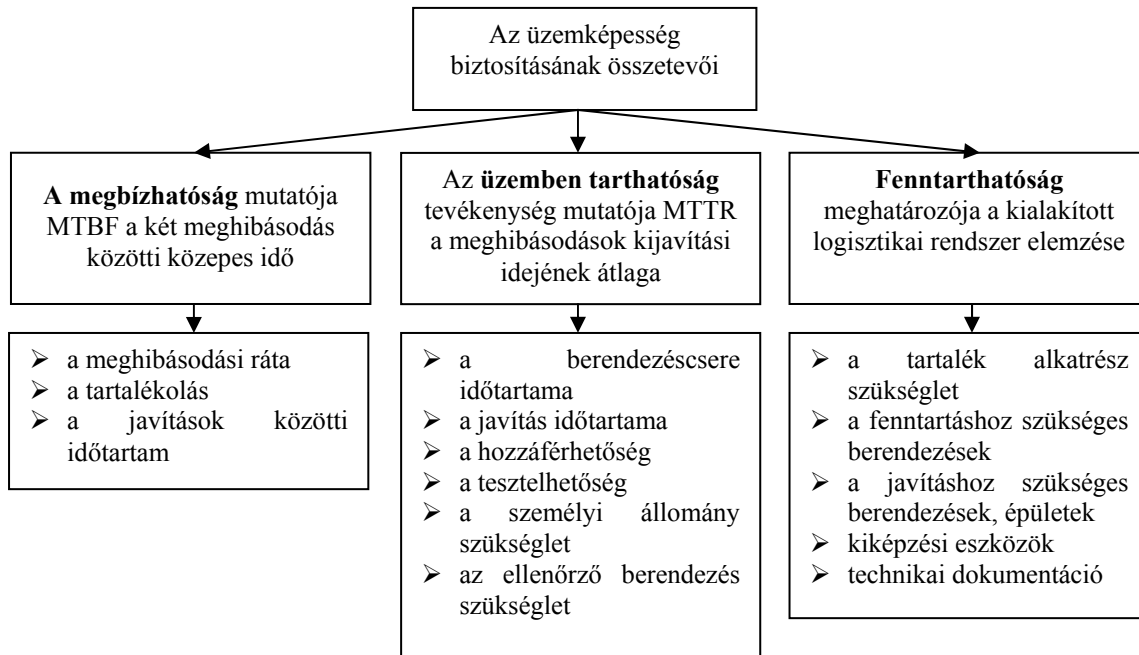 Az üzemképesség
biztosításának összetevői
A megbízhatóság mutatója
MTBF a két meghibásodás
közötti közepes idő
Az üzemben tarthatóság
tevékenység mutatója MTTR
a meghibásodások kijavítási
idejének átlaga
Fenntarthatóság
meghatározója a kialakított
logisztikai rendszer elemzése
➢ a meghibásodási ráta
➢ a tartalékolás
➢ a javítások közötti
időtartam
➢ a berendezéscsere
időtartama
➢ a javítás időtartama
➢ a hozzáférhetőség
➢ a tesztelhetőség
➢ a személyi állomány
szükséglet
➢ az ellenőrző berendezés
szükséglet
➢ a tartalék alkatrész
szükséglet
➢ a fenntartáshoz szükséges
berendezések
➢ a javításhoz szükséges
berendezések, épületek
➢ kiképzési eszközök
➢ technikai dokumentáció